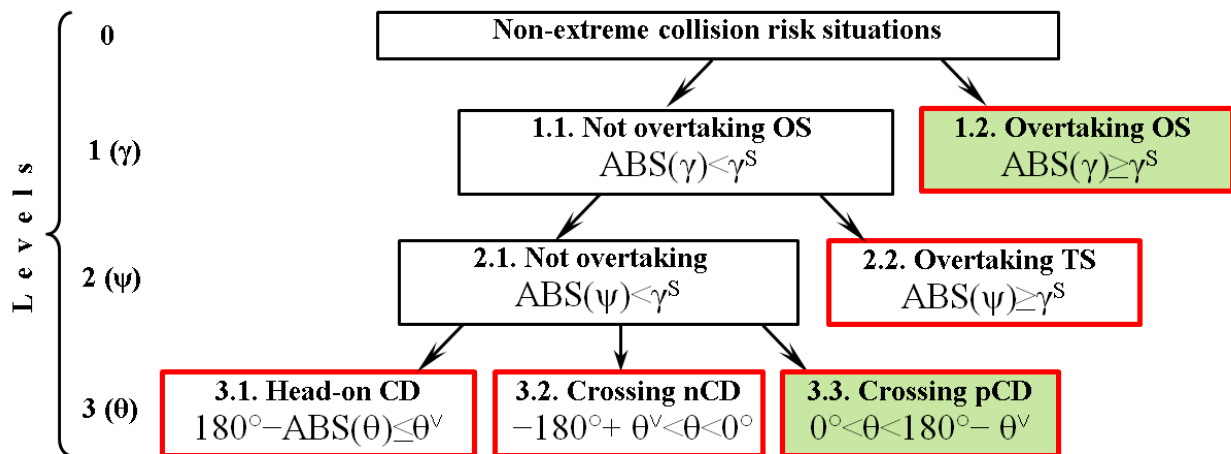 0
Non-extreme collision risk situations
1 (γ)
1.1. Not overtaking OS
ABS(γ)<γˢ
1.2. Overtaking OS
ABS(γ)≥γˢ
Levels
2 (ψ)
2.1. Not overtaking
ABS(ψ)<γˢ
2.2. Overtaking TS
ABS(ψ)≥γˢ
3 (θ)
3.1. Head-on CD
180°−ABS(θ)≤θᵛ
3.2. Crossing nCD
−180°+ θᵛ<θ<0°
3.3. Crossing pCD
0°<θ<180°− θᵛ